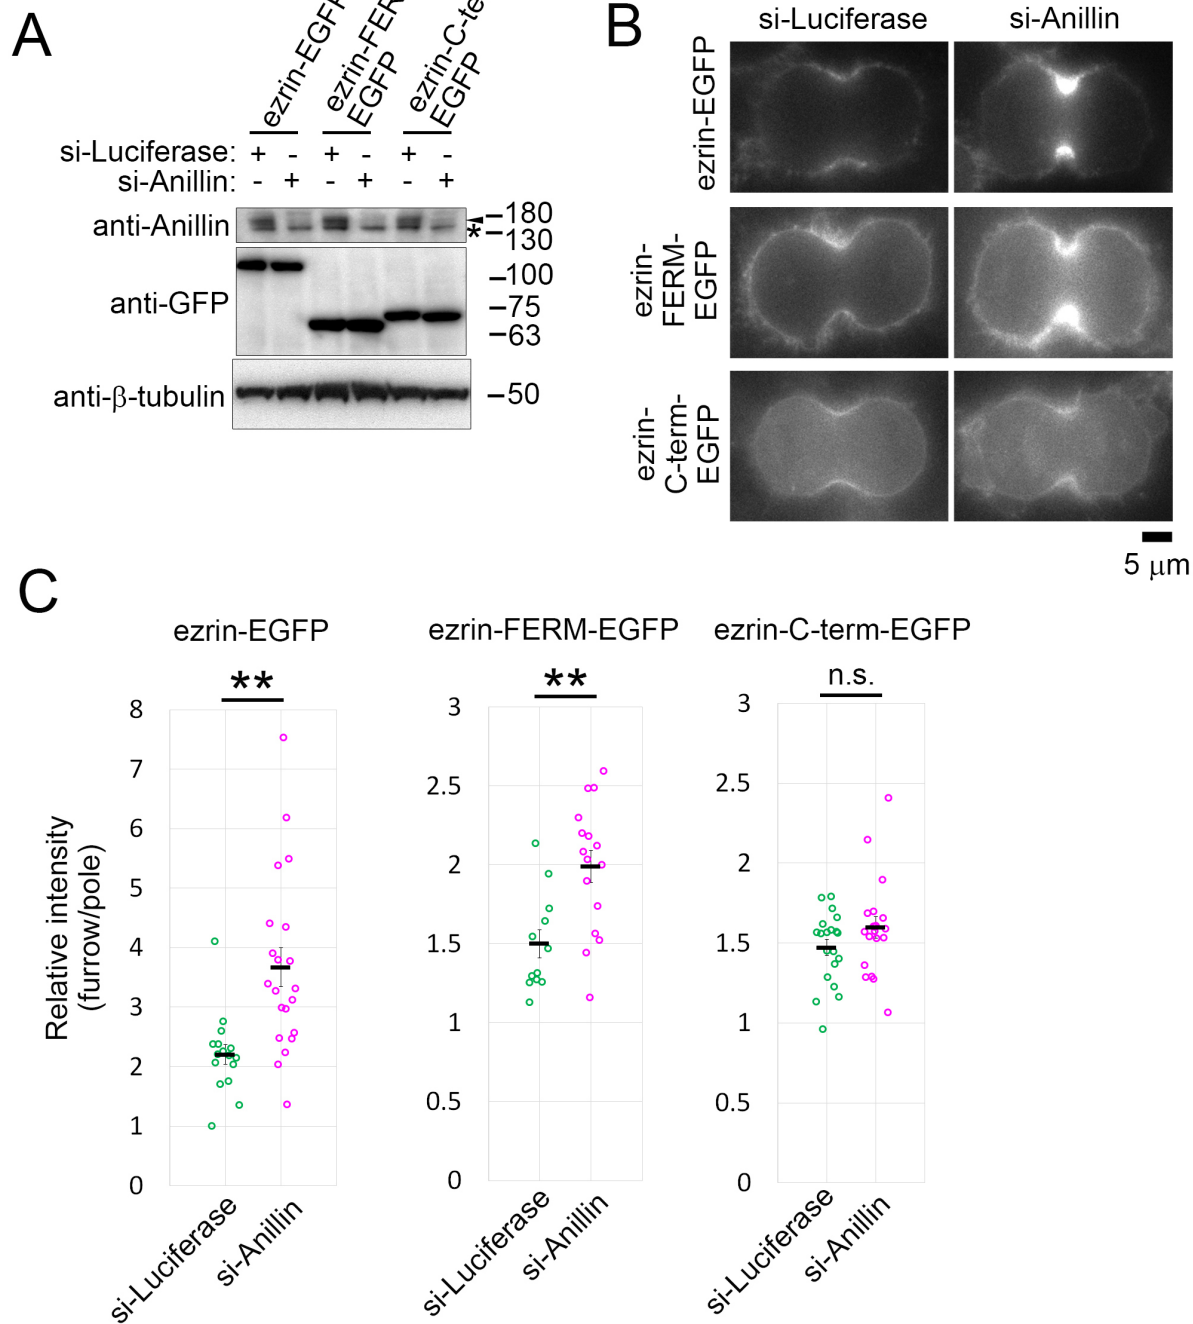 A
ezrin-EGFP
ezrin-FER
EGFP
ezrin-C-te
EGFP
si-Luciferase: + - + - + -
si-Anillin: - + - + - +
anti-Anillin
-180
*
-130
anti-GFP
-100
-75
-63
anti-β-tubulin
-50
B
si-Luciferase si-Anillin
ezrin-EGFP
ezrin-
FERM-
EGFP
ezrin-
C-term-
EGFP
5 μm
C
ezrin-EGFP
**
Relative intensity
(furrow/pole)
8
7
6
5
4
3
2
1
0
si-Luciferase
si-Anillin
ezrin-FERM-EGFP
**
3
2.5
2
1.5
1
0.5
0
si-Luciferase
si-Anillin
ezrin-C-term-EGFP
n.s.
3
2.5
2
1.5
1
0.5
0
si-Luciferase
si-Anillin